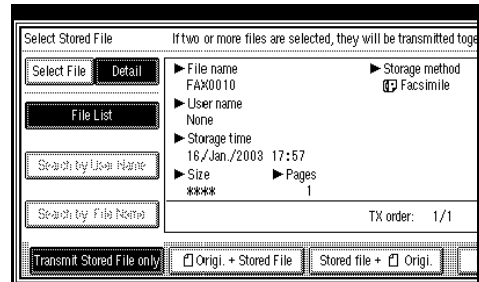 Select Stored File If two or more files are selected, they will be transmitted toge
Select File Detail
► File name ► Storage method
FAX0010 Facsimile
► User name
None
File List
► Storage time
16/Jan./2003 17:57
Search by User Name
► Size ► Pages
**** 1
Search by File Name
TX order: 1/1
Transmit Stored File only Origi. + Stored File Stored file + Origi.